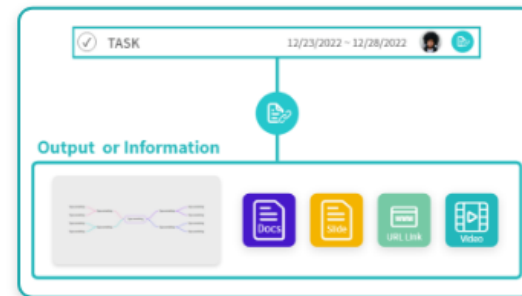 TASK 12/23/2022 ~ 12/28/2022
Output or Information
Docs
Slide
URL Link
Video